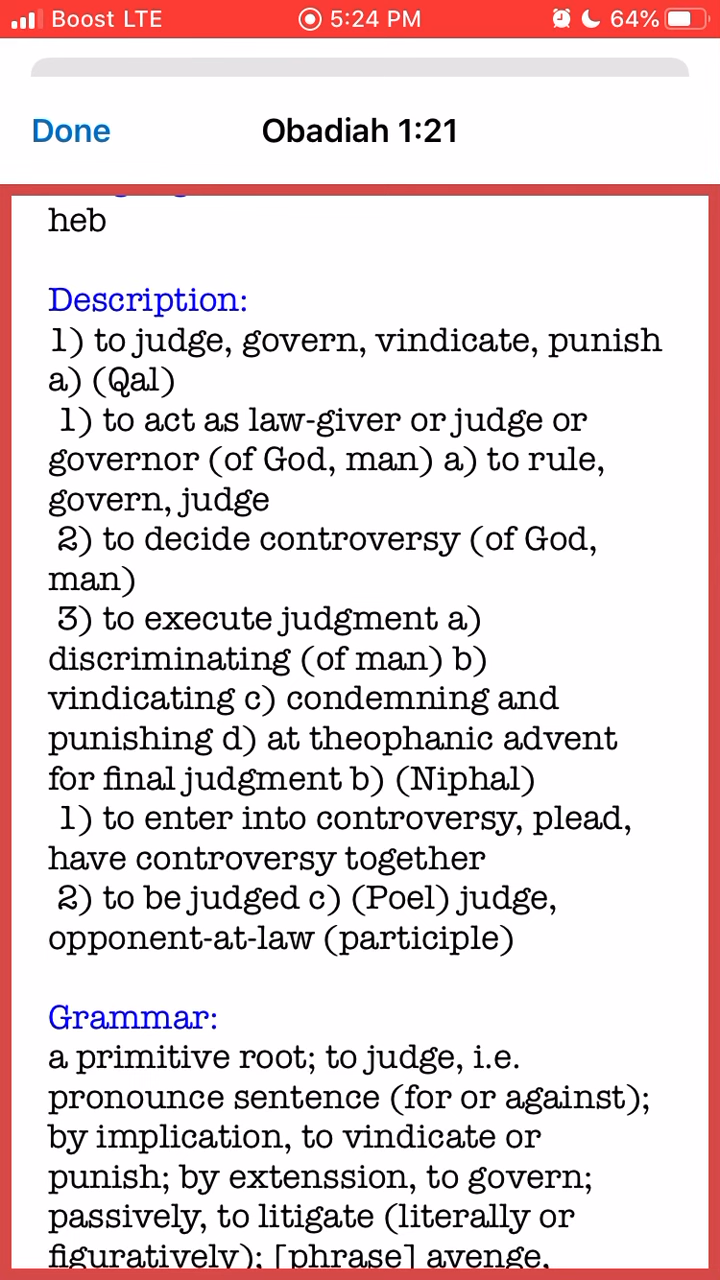 Boost LTE 5:24 PM 64%
Done Obadiah 1:21
heb
Description:
1) to judge, govern, vindicate, punish
a) (Qal)
1) to act as law-giver or judge or
governor (of God, man) a) to rule,
govern, judge
2) to decide controversy (of God,
man)
3) to execute judgment a)
discriminating (of man) b)
vindicating c) condemning and
punishing d) at theophanic advent
for final judgment b) (Niphal)
1) to enter into controversy, plead,
have controversy together
2) to be judged c) (Poel) judge,
opponent-at-law (participle)
Grammar:
a primitive root; to judge, i.e.
pronounce sentence (for or against);
by implication, to vindicate or
punish; by extenssion, to govern;
passively, to litigate (literally or
figuratively); [phrase] avenge,